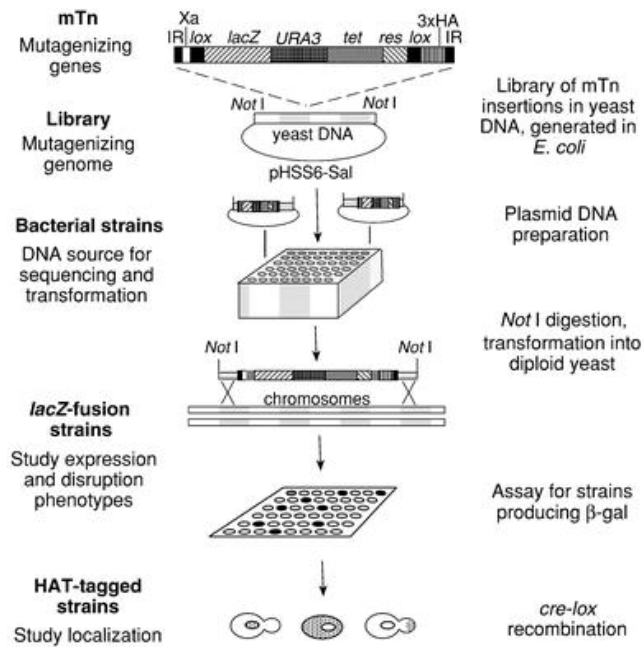 mTn
Mutagenizing
genes
Xa
3xHA
IR lox lacZ URA3 tet res lox IR
Library
Mutagenizing
genome
Not I
Not I
yeast DNA
pHSS6-Sal
Library of mTn
insertions in yeast
DNA, generated in
E. coli
Bacterial strains
DNA source for
sequencing and
transformation
Plasmid DNA
preparation
Not I digestion,
transformation into
diploid yeast
Not I
Not I
chromosomes
lacZ-fusion
strains
Study expression
and disruption
phenotypes
Assay for strains
producing β-gal
HAT-tagged
strains
Study localization
cre-lox
recombination